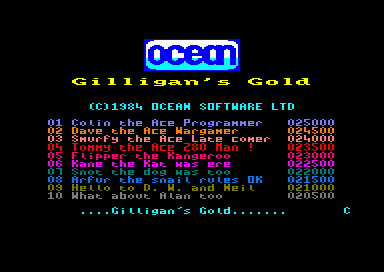 ocean
Gilligan's Gold
(C)1984 OCEAN SOFTWARE LTD
01 Colin the Ace Programmer 025000
02 Dave the Ace Wargamer 024500
03 Smurfy the Ace Late comer 024000
04 Tommy the Ace Z80 Man ! 023500
05 Flipper the Kangeroo 023000
06 Kane the Kat was ere 022500
07 Snot the dog was too 022000
08 Arfur the snail rules OK 021500
09 Hello to D. W. and Neil 021000
10 What about Alan too 020500
....Gilligan's Gold....... C